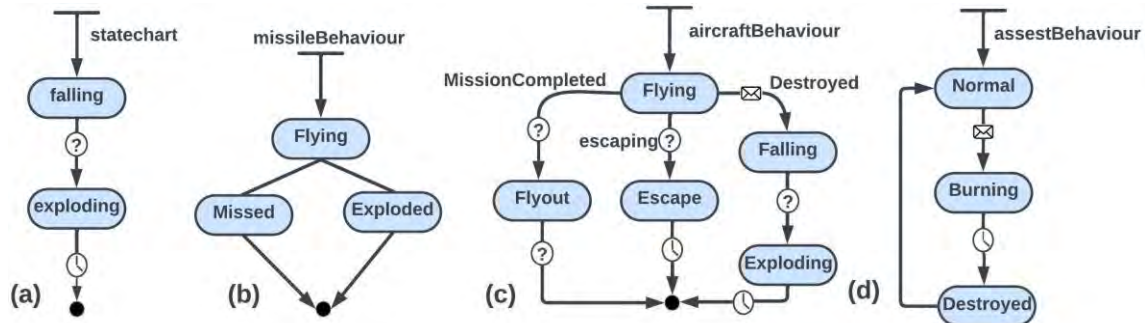 statechart
falling
?
exploding
(a)
missileBehaviour
Flying
Missed
Exploded
(b)
aircraftBehaviour
MissionCompleted
Flying
Destroyed
?
escaping
?
Falling
Flyout
Escape
?
?
Exploding
(c)
assestBehaviour
Normal
Burning
Destroyed
(d)